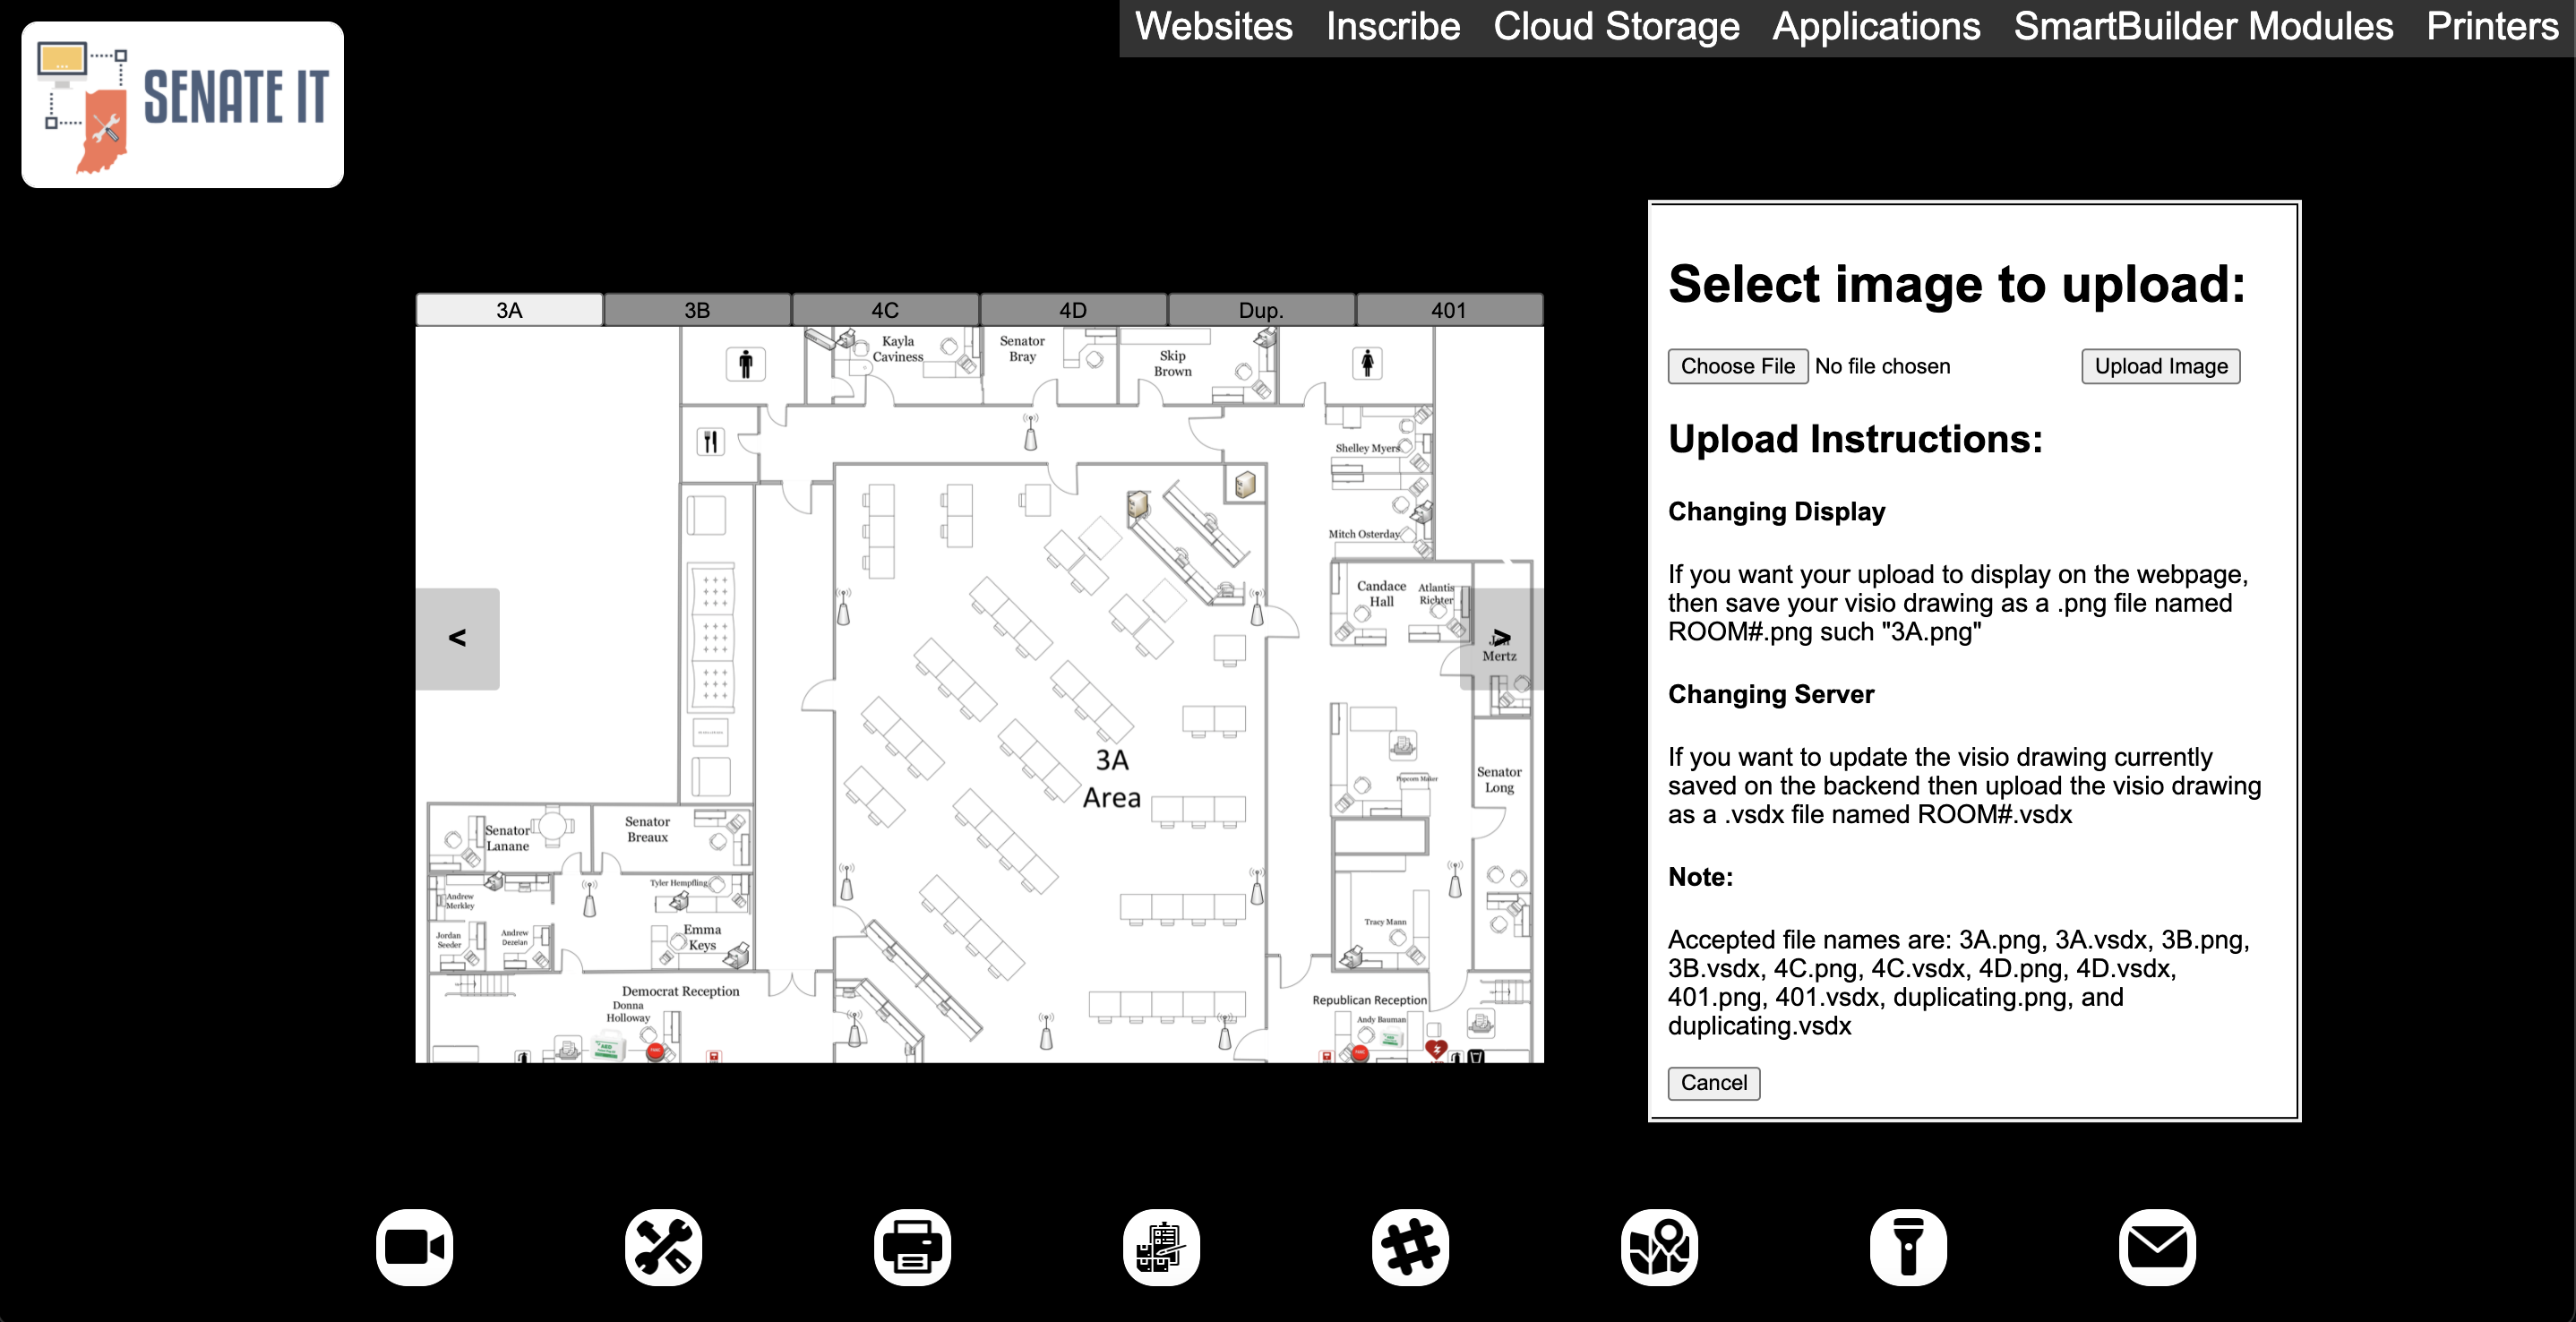 Websites Inscribe Cloud Storage Applications SmartBuilder Modules Printers
SENATE IT
3A 3B 4C 4D Dup. 401
Kayla
Caviness
Senator
Bray
Skip
Brown
Shelley Myers
Mitch Osterday
Candace
Hall
Atlantis
Richter
<
>
Mertz
3A
Area
Popcorn Maker
Senator
Long
Senator
Lanane
Senator
Breaux
Andrew
Merkley
Tyler Hempfling
Jordan
Seeder
Andrew
Dezelan
Emma
Keys
Tracy Mann
Democrat Reception
Donna
Holloway
AED
Republican Reception
Andy Bauman
Select image to upload:
Choose File No file chosen Upload Image
Upload Instructions:
Changing Display
If you want your upload to display on the webpage,
then save your visio drawing as a .png file named
ROOM#.png such "3A.png"
Changing Server
If you want to update the visio drawing currently
saved on the backend then upload the visio drawing
as a .vsdx file named ROOM#.vsdx
Note:
Accepted file names are: 3A.png, 3A.vsdx, 3B.png,
3B.vsdx, 4C.png, 4C.vsdx, 4D.png, 4D.vsdx,
401.png, 401.vsdx, duplicating.png, and
duplicating.vsdx
Cancel